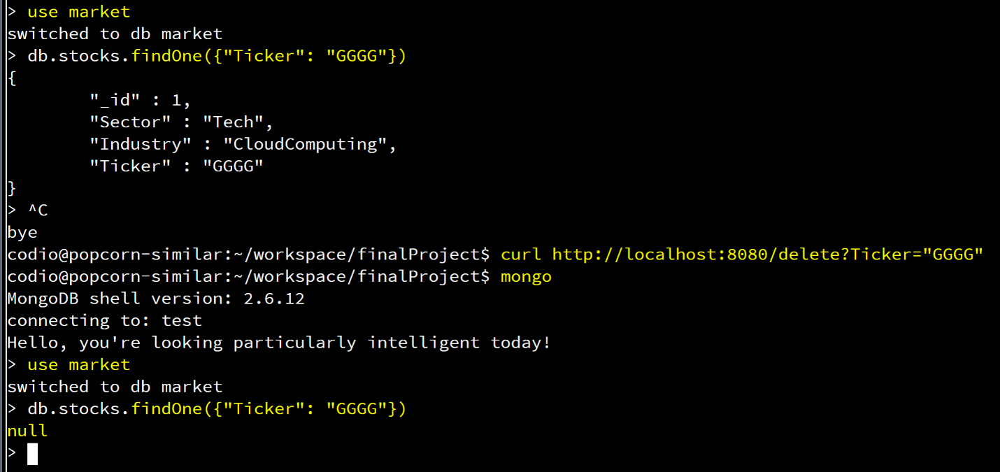 > use market
switched to db market
> db.stocks.findOne({"Ticker": "GGGG"})
{
        "_id" : 1,
        "Sector" : "Tech",
        "Industry" : "CloudComputing",
        "Ticker" : "GGGG"
}
> ^C
bye
codio@popcorn-similar:~/workspace/finalProject$ curl http://localhost:8080/delete?Ticker="GGGG"
codio@popcorn-similar:~/workspace/finalProject$ mongo
MongoDB shell version: 2.6.12
connecting to: test
Hello, you're looking particularly intelligent today!
> use market
switched to db market
> db.stocks.findOne({"Ticker": "GGGG"})
null
>